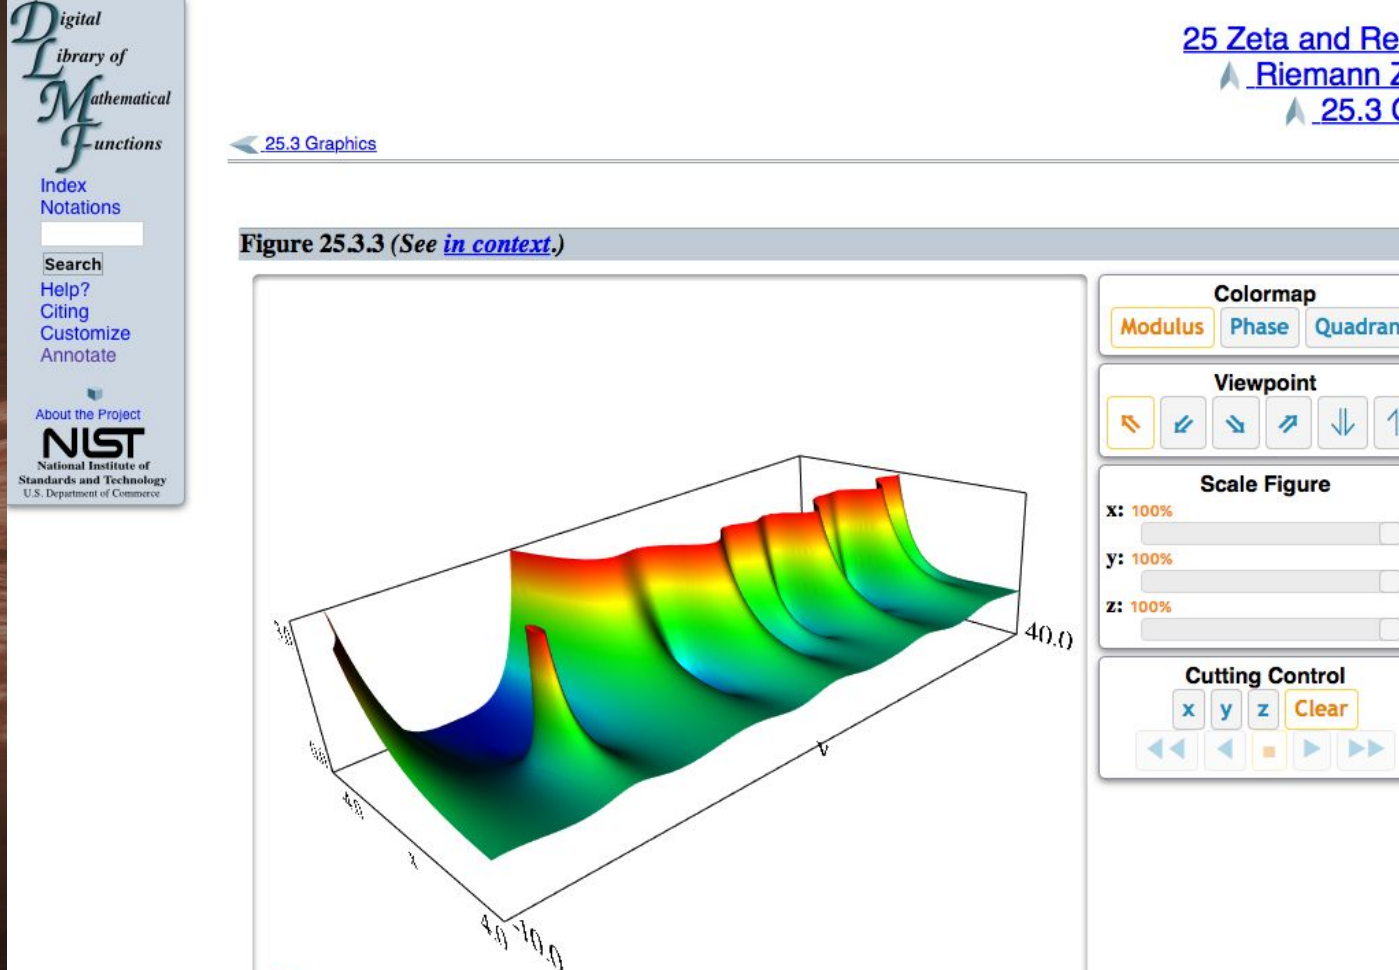 Digital
Library of
Mathematical
Functions
Index
Notations
Search
Help?
Citing
Customize
Annotate
About the Project
NIST
National Institute of
Standards and Technology
U.S. Department of Commerce
25 Zeta and Re
Riemann Z
25.3 G
25.3 Graphics
Figure 25.3.3 (See in context.)
Colormap
Modulus Phase Quadran
Viewpoint
Scale Figure
x: 100%
y: 100%
z: 100%
Cutting Control
x y z Clear
40.0
y
x
4.0
-10.0